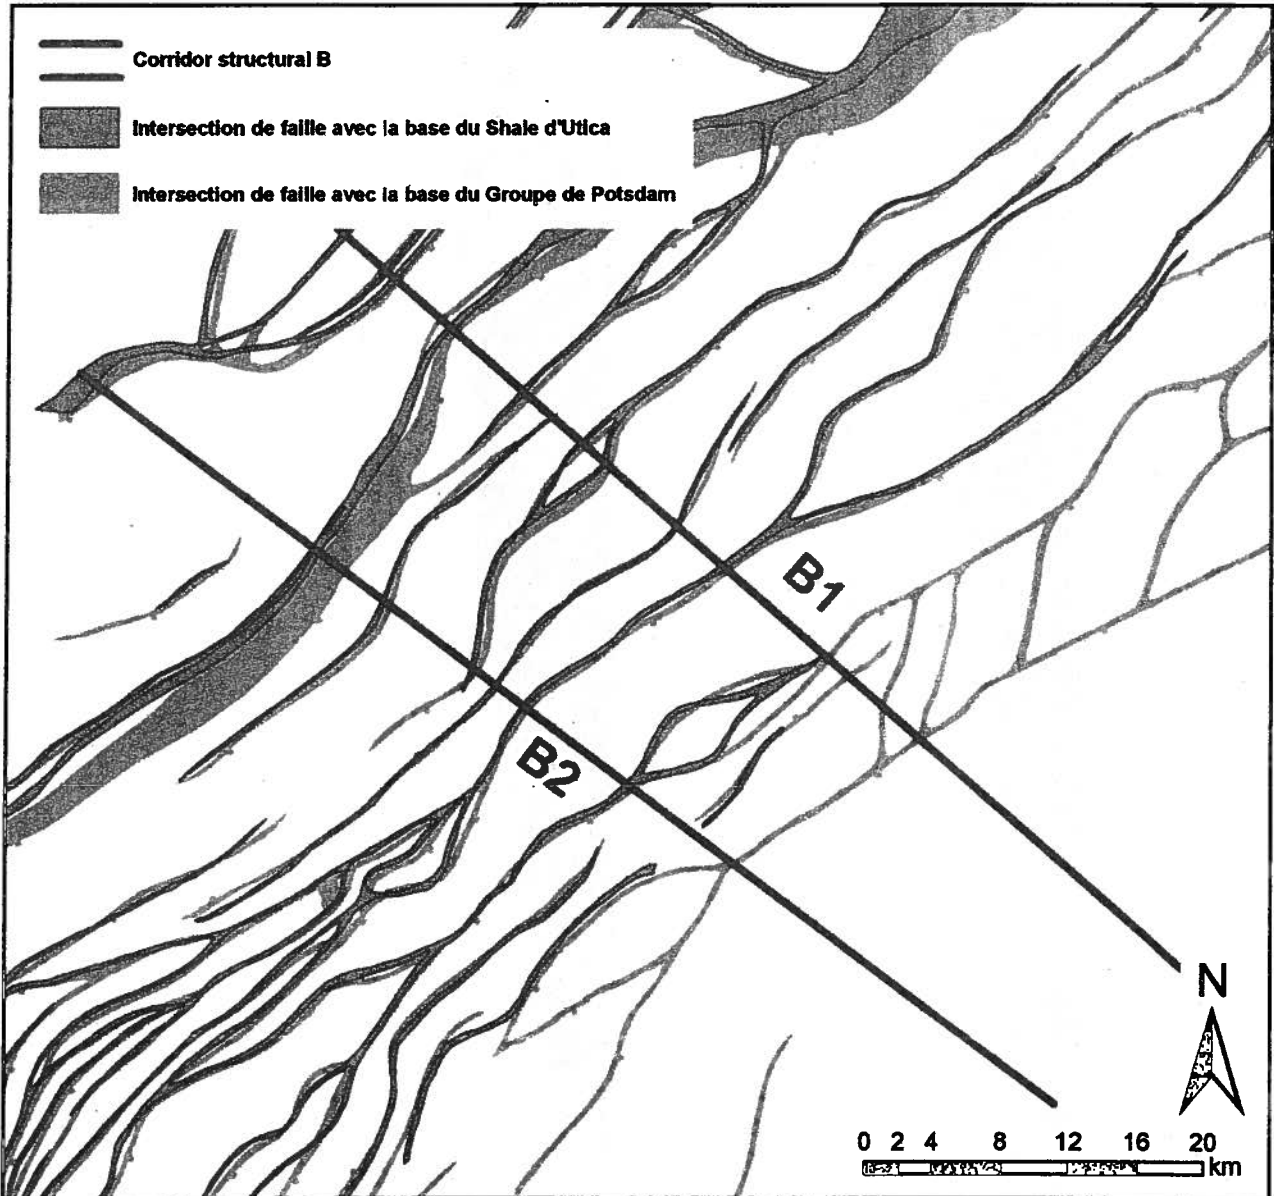 Corridor structural B
Intersection de faille avec la base du Shale d'Utica
Intersection de faille avec la base du Groupe de Potsdam
B1
B2
N
0 2 4 8 12 16 20
km